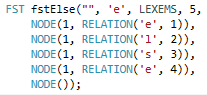 FST fstElse("", 'e', LEXEMS, 5,
NODE(1, RELATION('e', 1)),
NODE(1, RELATION('l', 2)),
NODE(1, RELATION('s', 3)),
NODE(1, RELATION('e', 4)),
NODE());